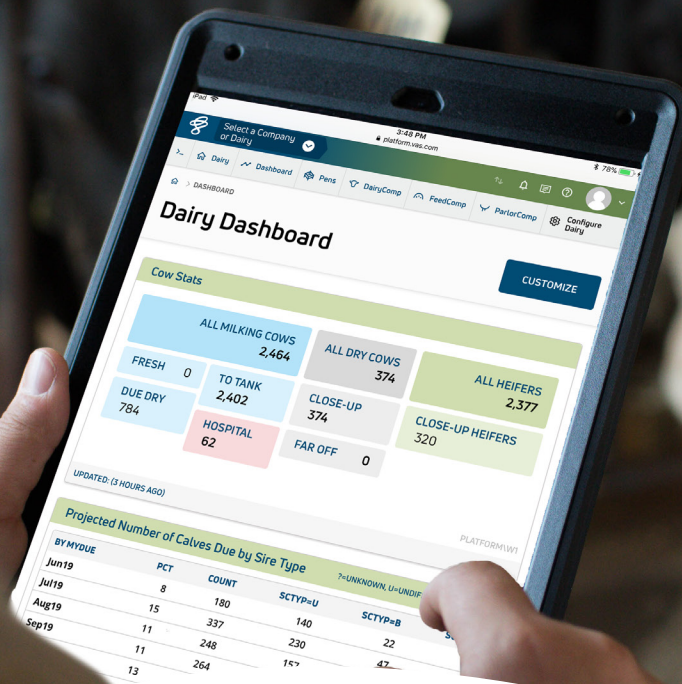 iPad
3:48 PM
78%
platform.vas.com
Select a Company
or Dairy
Dairy
Dashboard
Pens
DairyComp
FeedComp
ParlorComp
Configure
Dairy
> DASHBOARD
Dairy Dashboard
CUSTOMIZE
Cow Stats
ALL MILKING COWS
2,464
ALL DRY COWS
374
ALL HEIFERS
2,377
FRESH 0
TO TANK
2,402
CLOSE-UP
374
CLOSE-UP HEIFERS
320
DUE DRY
784
HOSPITAL
62
FAR OFF 0
UPDATED: (3 HOURS AGO)
PLATFORM\W1
Projected Number of Calves Due by Sire Type
?=UNKNOWN, U=UNDIF
BY MYDUE PCT COUNT SCTYP=U SCTYP=B
Jun19 8 180 140 22
Jul19 15 337 230 47
Aug19 11 248 157
Sep19 11 264
13